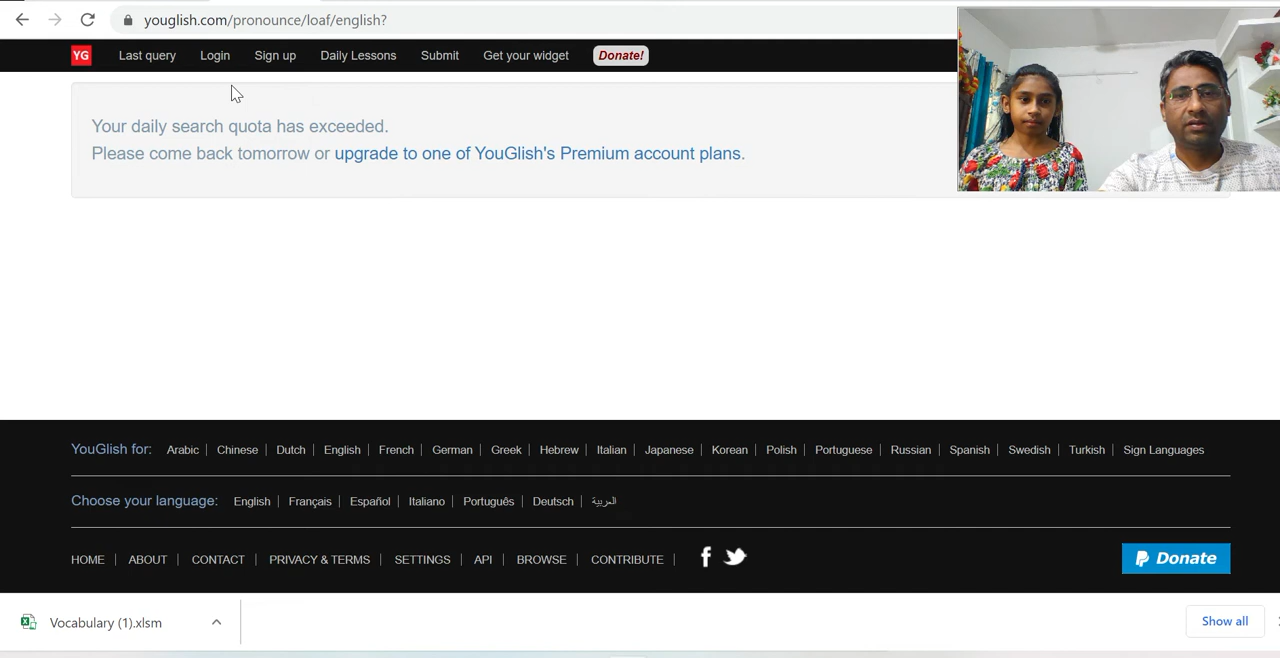 youglish.com/pronounce/loaf/english?
YG Last query Login Sign up Daily Lessons Submit Get your widget Donate!
Your daily search quota has exceeded.
Please come back tomorrow or upgrade to one of YouGlish's Premium account plans.
YouGlish for: Arabic | Chinese | Dutch | English | French | German | Greek | Hebrew | Italian | Japanese | Korean | Polish | Portuguese | Russian | Spanish | Swedish | Turkish | Sign Languages
Choose your language: English | Français | Español | Italiano | Português | Deutsch | العربية
HOME | ABOUT | CONTACT | PRIVACY & TERMS | SETTINGS | API | BROWSE | CONTRIBUTE | Donate
Vocabulary (1).xlsm Show all